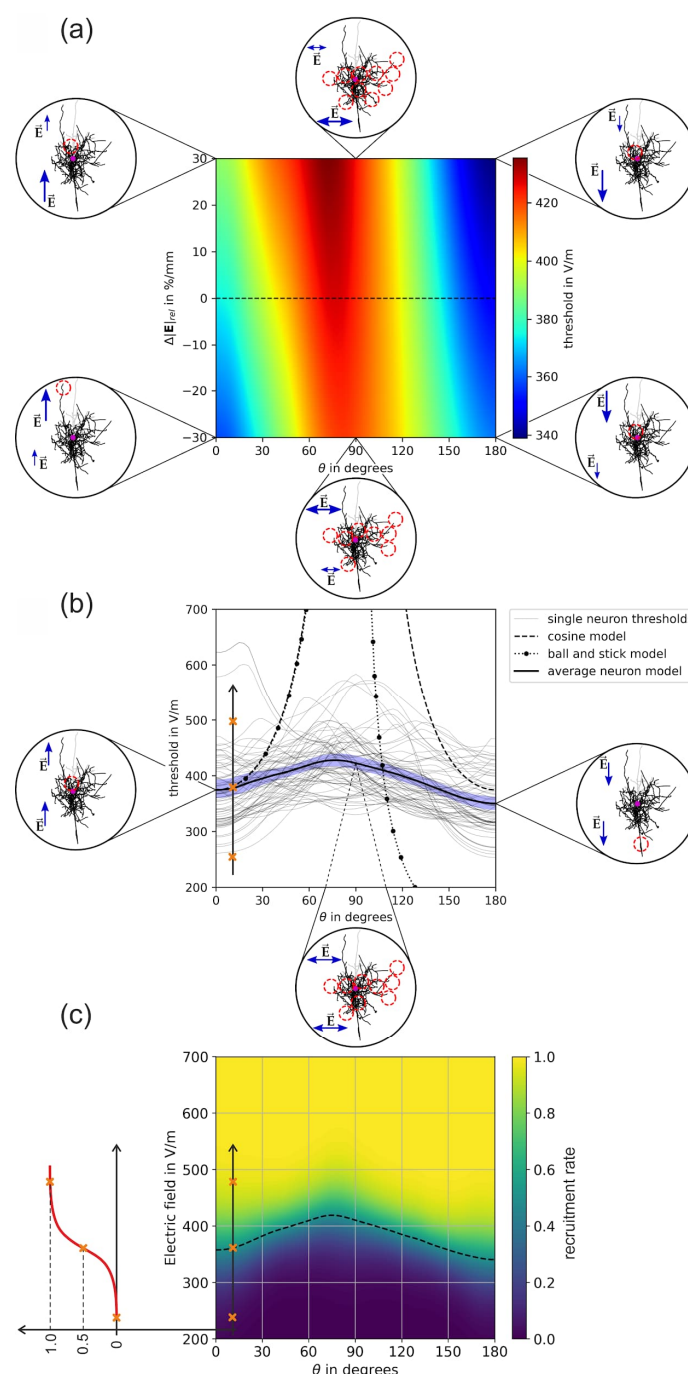 (a)
E
E
E
E
E
E
30
20
10
0
−10
−20
−30
Δ|E|rel in %/mm
0 30 60 90 120 150 180
θ in degrees
420
400
380
360
340
threshold in V/m
E
E
E
E
E
E
(b)
700
600
500
400
300
200
threshold in V/m
0 30 60 90 120 150 180
θ in degrees
single neuron threshold
cosine model
ball and stick model
average neuron model
E
E
E
E
E
E
(c)
700
600
500
400
300
200
Electric field in V/m
0 30 60 90 120 150 180
θ in degrees
1.0
0.8
0.6
0.4
0.2
0.0
recruitment rate
1.0
0.5
0